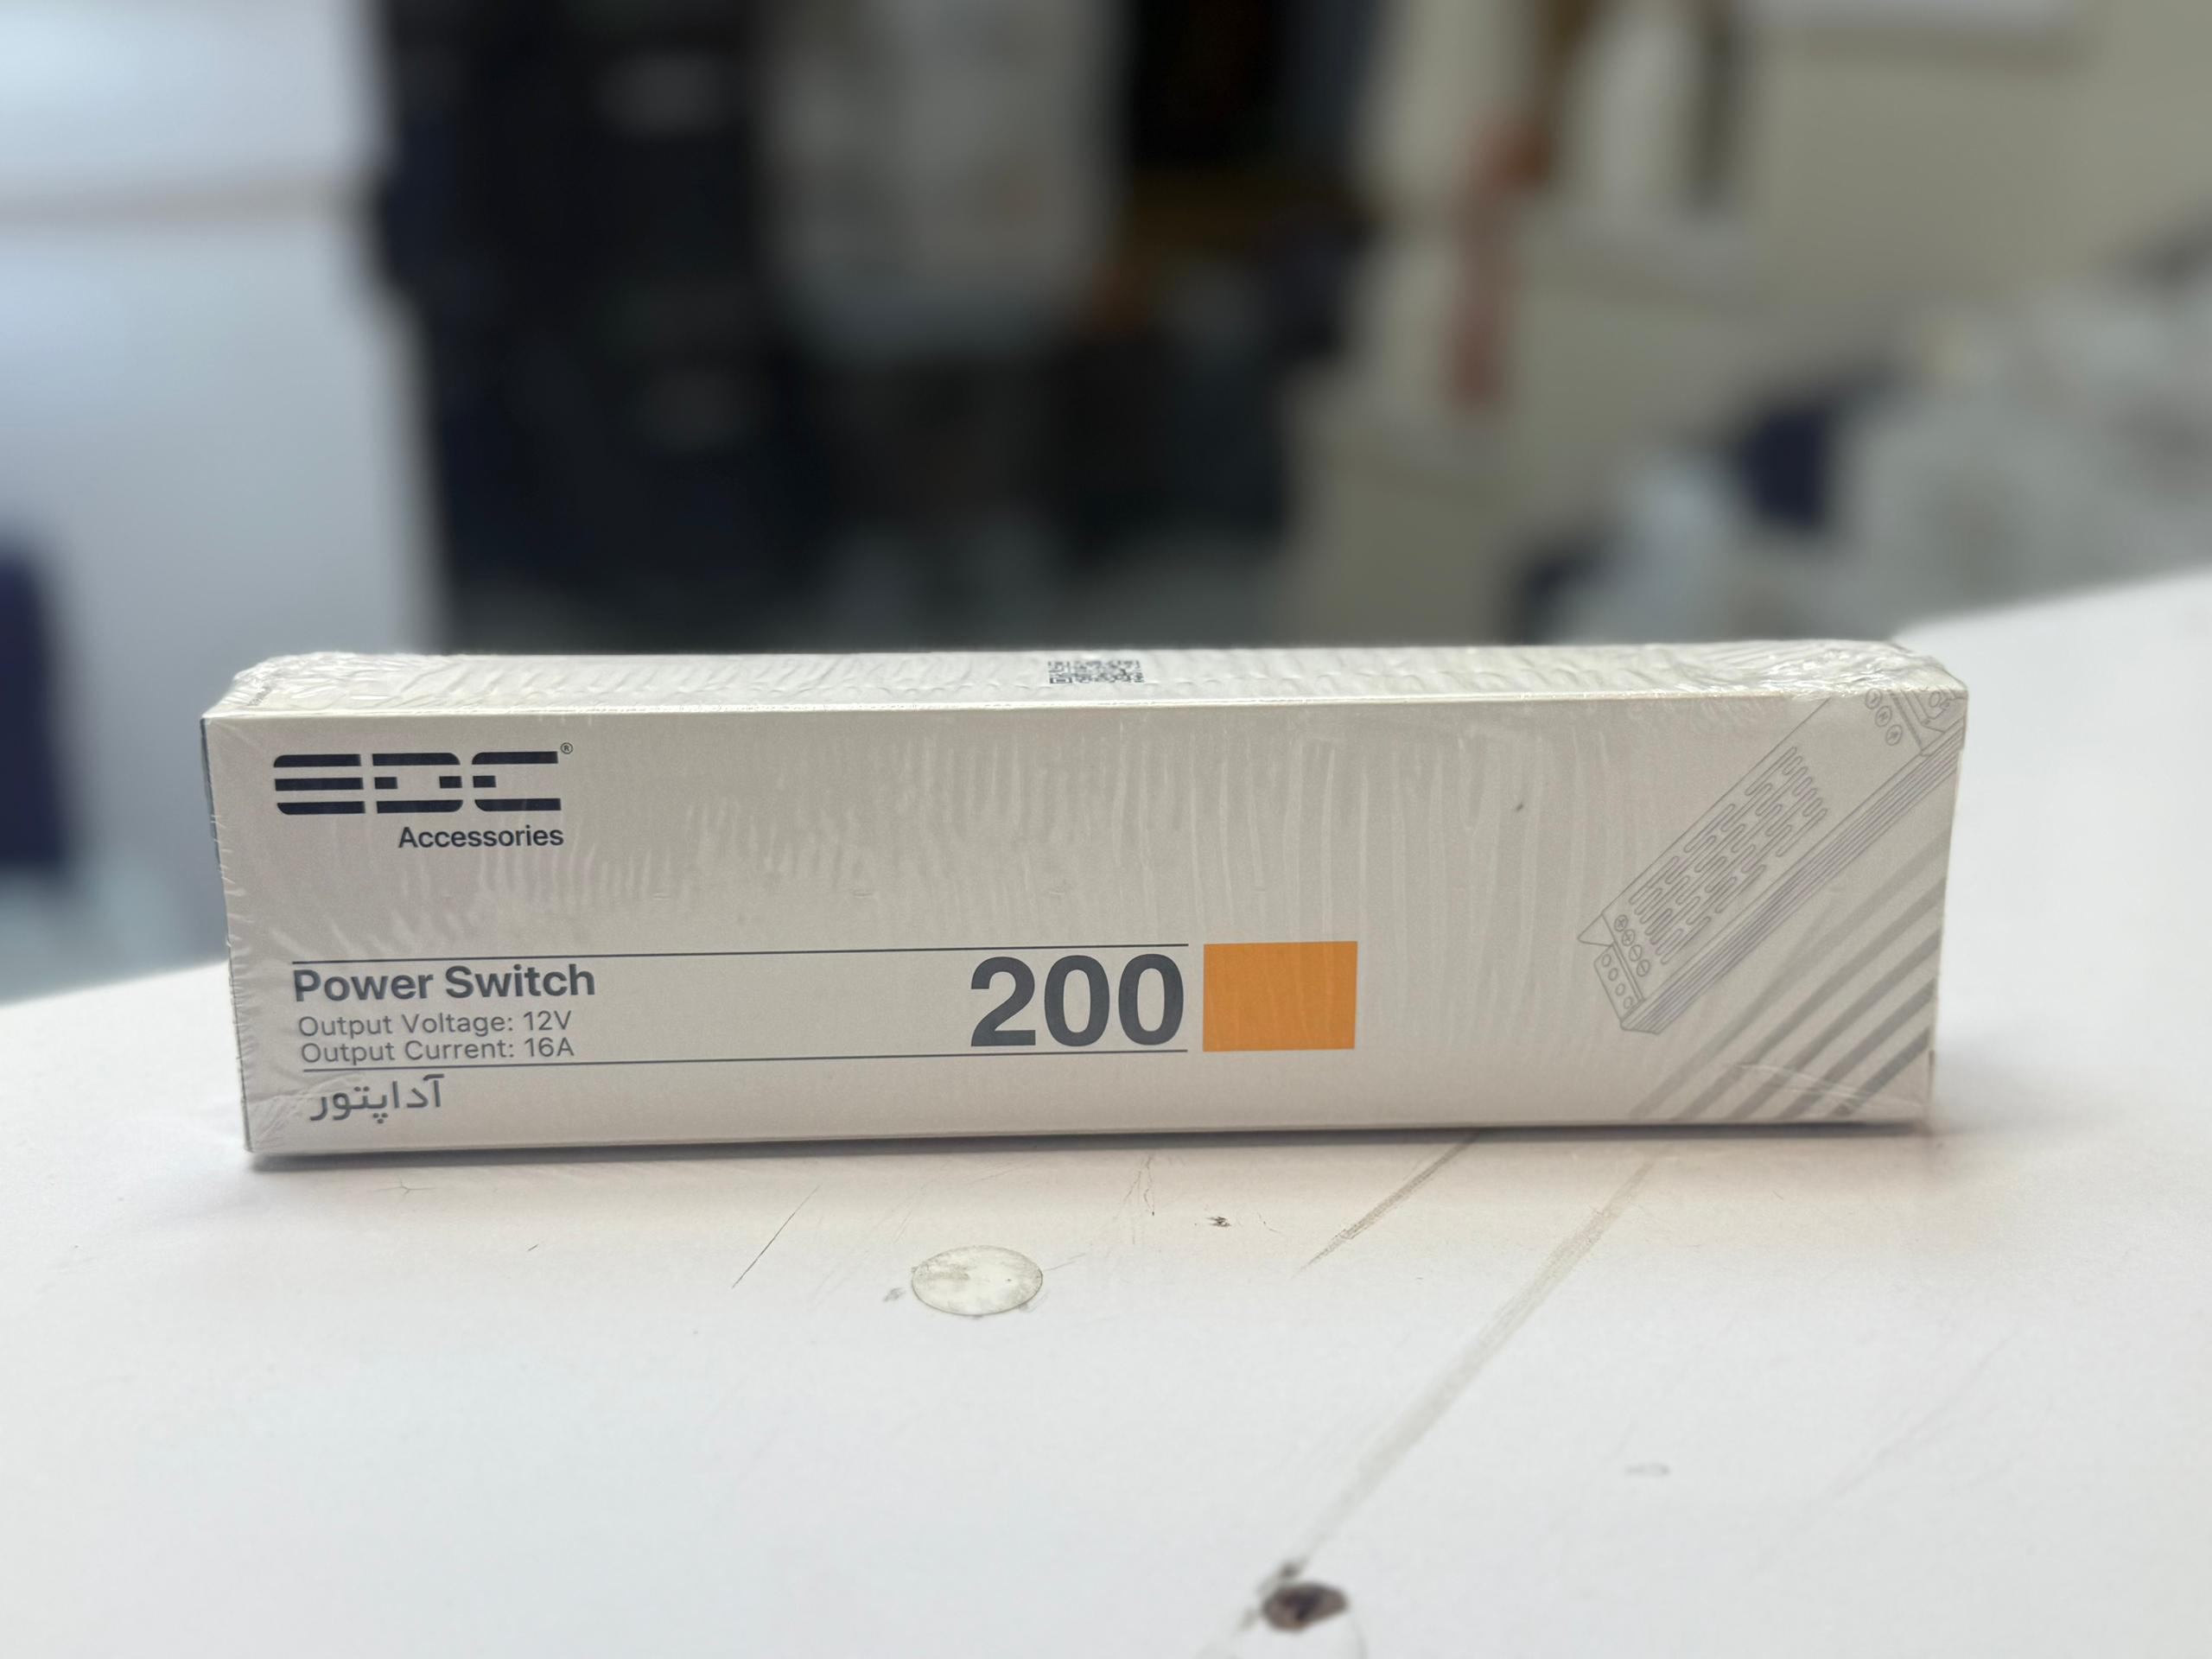 EDC®
Accessories
Power Switch
200
Output Voltage: 12V
Output Current: 16A
آداپتور